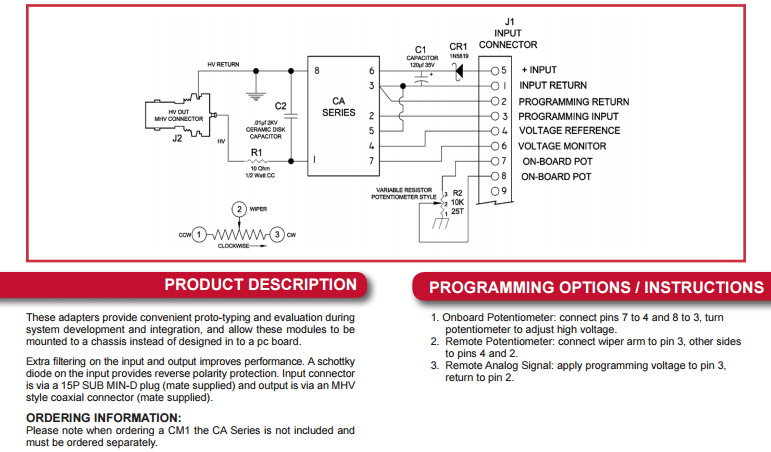 J1
INPUT
CONNECTOR
C1
CAPACITOR
120µf 35V
+
CR1
1N5819
HV RETURN
8
CA
SERIES
6
3
2
5
4
7
1
5 + INPUT
1 INPUT RETURN
2 PROGRAMMING RETURN
3 PROGRAMMING INPUT
4 VOLTAGE REFERENCE
6 VOLTAGE MONITOR
7 ON-BOARD POT
8 ON-BOARD POT
9
HV OUT
MHV CONNECTOR
J2
HV
C2
.01µf 2KV
CERAMIC DISK
CAPACITOR
R1
10 Ohm
1/2 Watt CC
VARIABLE RESISTOR
POTENTIOMETER STYLE
3
2
1
R2
10K
25T
2 WIPER
CCW 1
3 CW
CLOCKWISE
PRODUCT DESCRIPTION
These adapters provide convenient proto-typing and evaluation during
system development and integration, and allow these modules to be
mounted to a chassis instead of designed in to a pc board.
Extra filtering on the input and output improves performance. A schottky
diode on the input provides reverse polarity protection. Input connector
is via a 15P SUB MIN-D plug (mate supplied) and output is via an MHV
style coaxial connector (mate supplied).
ORDERING INFORMATION:
Please note when ordering a CM1 the CA Series is not included and
must be ordered separately.
PROGRAMMING OPTIONS / INSTRUCTIONS
1. Onboard Potentiometer: connect pins 7 to 4 and 8 to 3, turn
potentiometer to adjust high voltage.
2. Remote Potentiometer: connect wiper arm to pin 3, other sides
to pins 4 and 2.
3. Remote Analog Signal: apply programming voltage to pin 3,
return to pin 2.